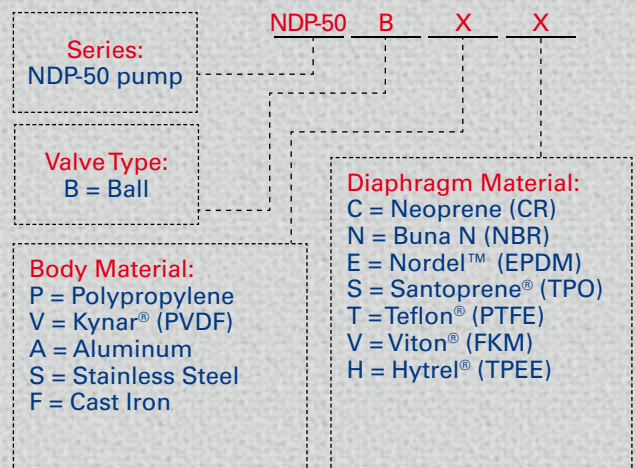 NDP-50 B X X
Series:
NDP-50 pump
Valve Type:
B = Ball
Body Material:
P = Polypropylene
V = Kynar® (PVDF)
A = Aluminum
S = Stainless Steel
F = Cast Iron
Diaphragm Material:
C = Neoprene (CR)
N = Buna N (NBR)
E = Nordel™ (EPDM)
S = Santoprene® (TPO)
T = Teflon® (PTFE)
V = Viton® (FKM)
H = Hytrel® (TPEE)